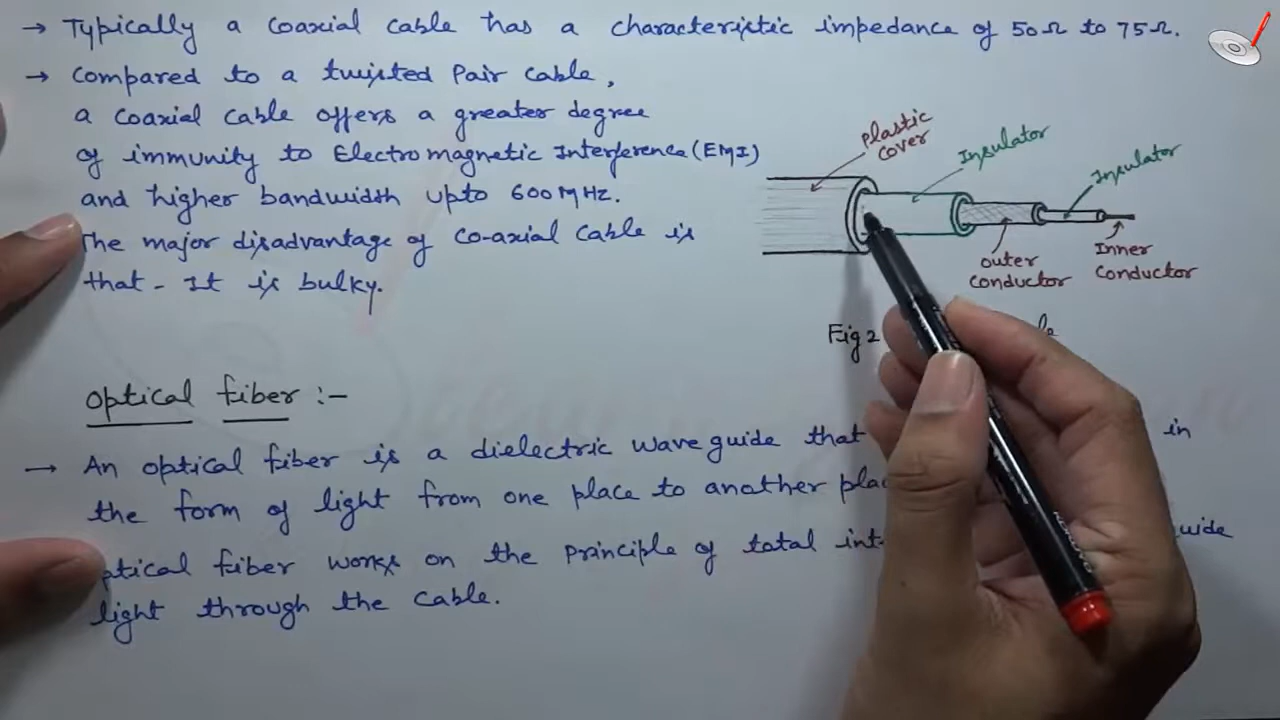 → Typically a coaxial cable has a characteristic impedance of 50Ω to 75Ω.
→ Compared to a twisted Pair cable,
a coaxial cable offers a greater degree
of immunity to Electromagnetic Interference (EMI)
and higher bandwidth upto 600 MHz.
The major disadvantage of co-axial cable is
that - It is bulky.
Plastic cover
Insulator
Insulator
outer conductor
Inner conductor
Fig 2
Optical fiber :-
→ An optical fiber is a dielectric wave guide that in
the form of light from one place to another
optical fiber works on the principle of total
light through the cable.